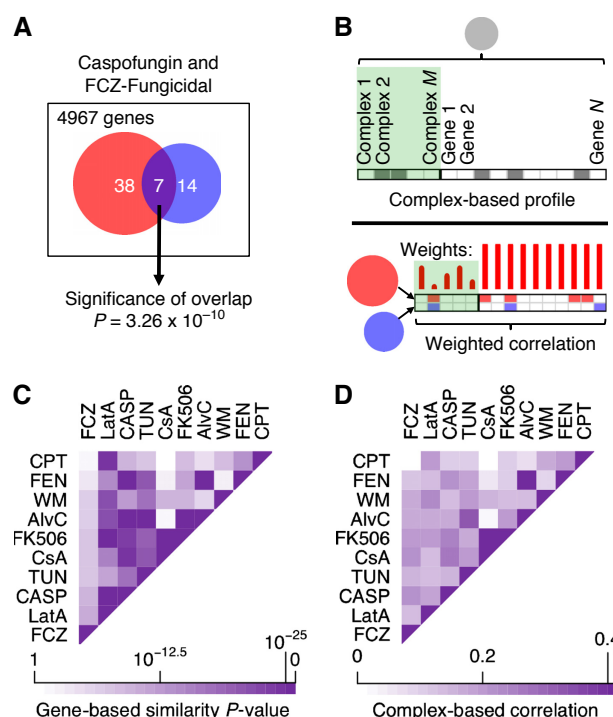 A
Caspofungin and
FCZ-Fungicidal
4967 genes
38 7 14
Significance of overlap
P = 3.26 x 10⁻¹⁰
B
Complex 1
Complex 2
Complex M
Gene 1
Gene 2
Gene N
Complex-based profile
Weights:
Weighted correlation
C
FCZ
LatA
CASP
TUN
CsA
FK506
AlvC
WM
FEN
CPT
CPT
FEN
WM
AlvC
FK506
CsA
TUN
CASP
LatA
FCZ
1 10⁻¹²·⁵ 10⁻²⁵ 0
Gene-based similarity P-value
D
FCZ
LatA
CASP
TUN
CsA
FK506
AlvC
WM
FEN
CPT
CPT
FEN
WM
AlvC
FK506
CsA
TUN
CASP
LatA
FCZ
0 0.2 0.4
Complex-based correlation